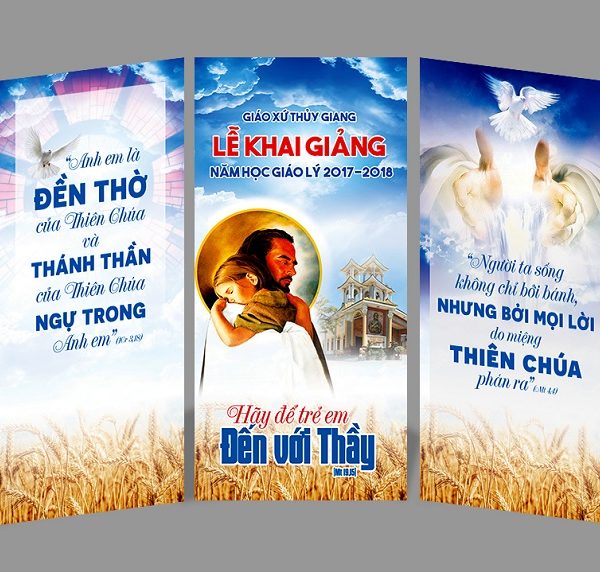 “Anh em là
ĐỀN THỜ
của Thiên Chúa
và
THÁNH THẦN
của Thiên Chúa
NGỰ TRONG
Anh em”
GIÁO XỨ THỦY GIANG
LỄ KHAI GIẢNG
NĂM HỌC GIÁO LÝ 2017-2018
Hãy để trẻ em
Đến với Thầy
“Người ta sống
không chỉ bởi bánh,
NHƯNG BỞI MỌI LỜI
do miệng
THIÊN CHÚA
phán ra”